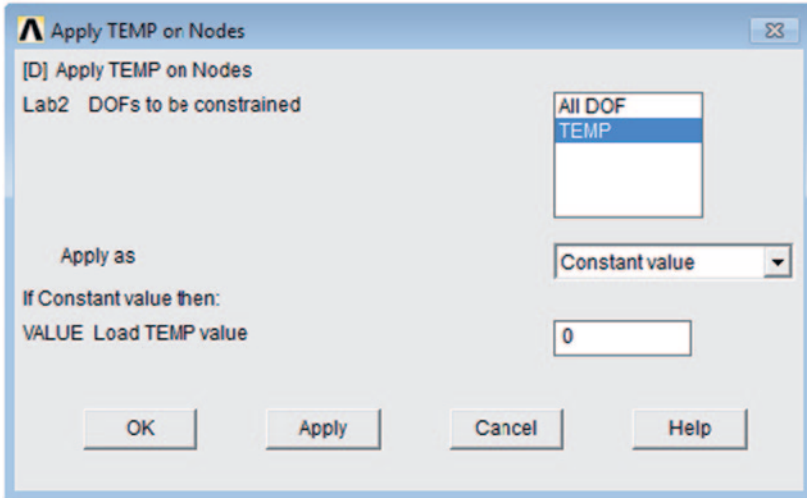 Apply TEMP on Nodes
[D] Apply TEMP on Nodes
Lab2 DOFs to be constrained
All DOF
TEMP
Apply as
Constant value
If Constant value then:
VALUE Load TEMP value
0
OK
Apply
Cancel
Help